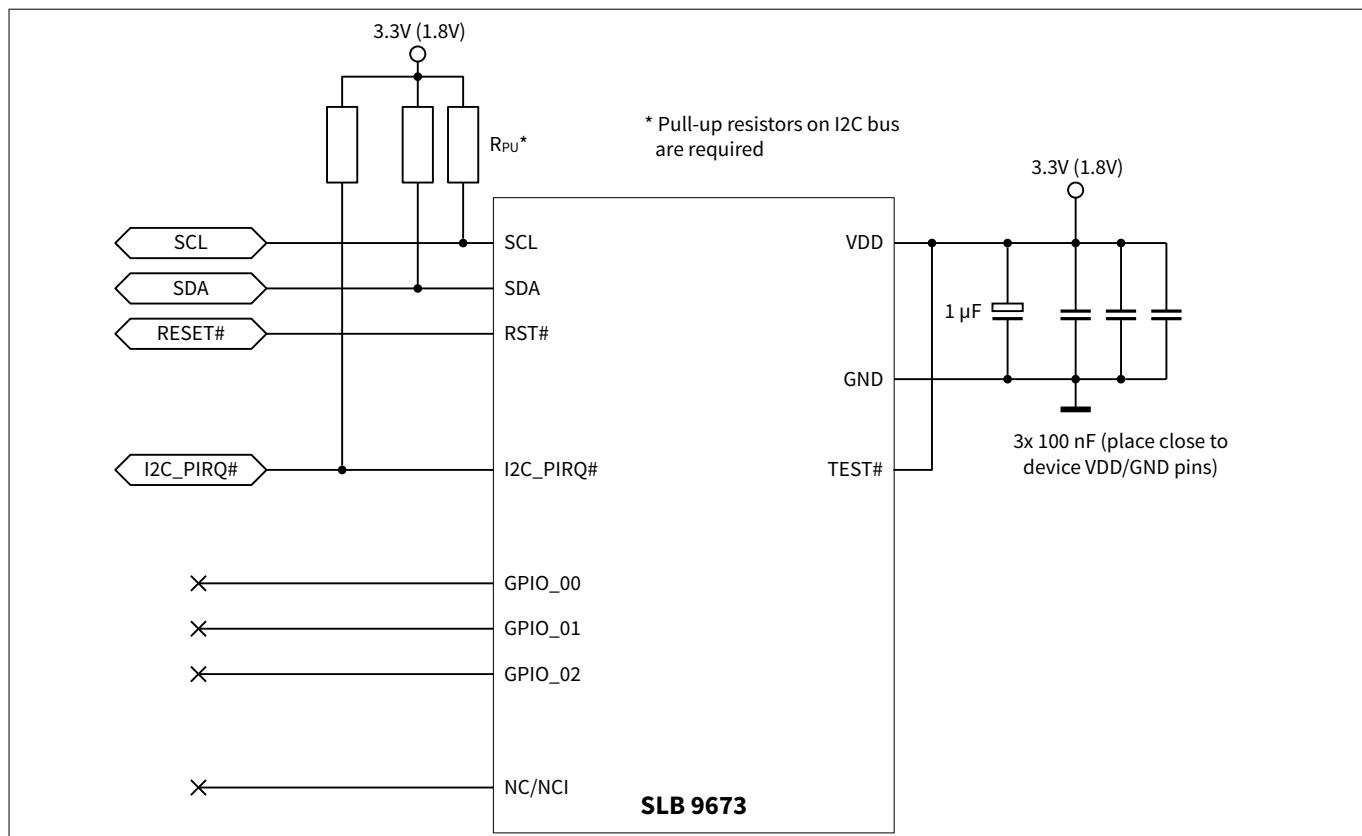 3.3V (1.8V)
RPU*
* Pull-up resistors on I2C bus
are required
3.3V (1.8V)
SCL
SCL
VDD
SDA
SDA
1 µF
RESET#
RST#
GND
3x 100 nF (place close to
device VDD/GND pins)
I2C_PIRQ#
I2C_PIRQ#
TEST#
GPIO_00
GPIO_01
GPIO_02
NC/NCI
SLB 9673